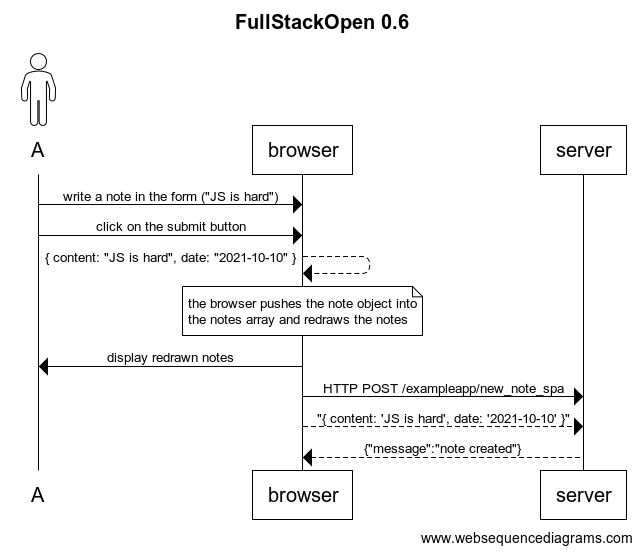 FullStackOpen 0.6
A
browser
server
write a note in the form ("JS is hard")
click on the submit button
{ content: "JS is hard", date: "2021-10-10" }
the browser pushes the note object into
the notes array and redraws the notes
display redrawn notes
HTTP POST /exampleapp/new_note_spa
"{ content: 'JS is hard', date: '2021-10-10' }"
{"message":"note created"}
A
browser
server
www.websequencediagrams.com